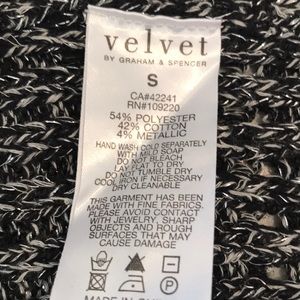 velvet
BY GRAHAM & SPENCER
S
CA#42241
RN#109220
54% POLYESTER
42% COTTON
4% METALLIC
HAND WASH COLD SEPARATELY
WITH MILD SOAP
DO NOT BLEACH
LAY FLAT TO DRY
DO NOT TUMBLE DRY
COOL IRON IF NECESSARY
DRY CLEANABLE
THIS GARMENT HAS BEEN
MADE WITH FINE FABRICS.
PLEASE AVOID CONTACT
WITH JEWELRY, SHARP
OBJECTS AND ROUGH
SURFACES THAT MAY
CAUSE DAMAGE.
MADE IN